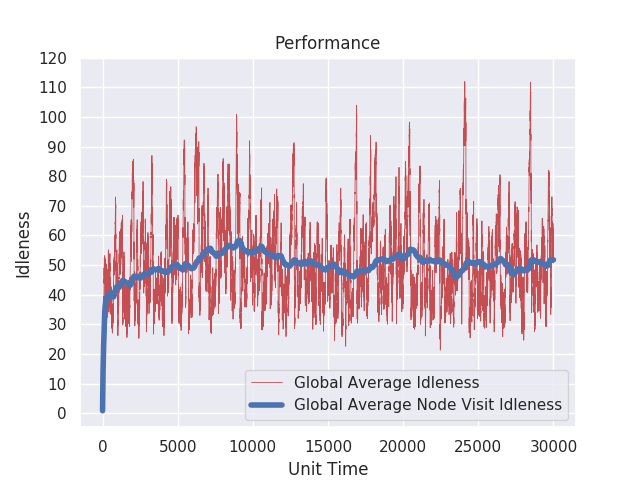 Performance
120
110
100
90
80
70
60
50
40
30
20
10
0
Idleness
Global Average Idleness
Global Average Node Visit Idleness
0 5000 10000 15000 20000 25000 30000
Unit Time